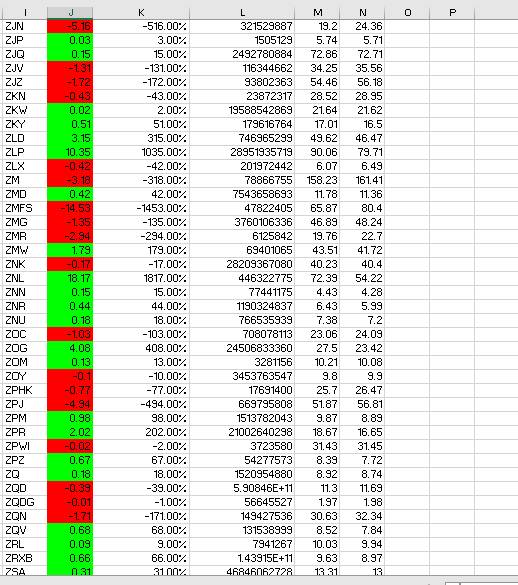 I J K L M N O P
ZJN -5.16 -516.00% 321529887 19.2 24.36
ZJP 0.03 3.00% 1505129 5.74 5.71
ZJQ 0.15 15.00% 2492780884 72.86 72.71
ZJV -1.31 -131.00% 116344662 34.25 35.56
ZJZ -1.72 -172.00% 93802363 54.46 56.18
ZKN -0.43 -43.00% 23872317 28.52 28.95
ZKW 0.02 2.00% 19588542869 21.64 21.62
ZKY 0.51 51.00% 179616764 17.01 16.5
ZLD 3.15 315.00% 746965299 49.62 46.47
ZLP 10.35 1035.00% 28951935719 90.06 79.71
ZLX -0.42 -42.00% 201972442 6.07 6.49
ZM -3.18 -318.00% 78866755 158.23 161.41
ZMD 0.42 42.00% 7543658693 11.78 11.36
ZMFS -14.53 -1453.00% 47822405 65.87 80.4
ZMG -1.35 -135.00% 3760106336 46.89 48.24
ZMR -2.94 -294.00% 6125842 19.76 22.7
ZMW 1.79 179.00% 69401065 43.51 41.72
ZNK -0.17 -17.00% 28209367080 40.23 40.4
ZNL 18.17 1817.00% 446322775 72.39 54.22
ZNN 0.15 15.00% 77441175 4.43 4.28
ZNR 0.44 44.00% 1190324837 6.43 5.99
ZNU 0.18 18.00% 766535939 7.38 7.2
ZOC -1.03 -103.00% 708078113 23.06 24.09
ZOG 4.08 408.00% 24506833360 27.5 23.42
ZOM 0.13 13.00% 3281156 10.21 10.08
ZOY -0.1 -10.00% 3453763547 9.8 9.9
ZPHK -0.77 -77.00% 17691400 25.7 26.47
ZPJ -4.94 -494.00% 669795808 51.87 56.81
ZPM 0.98 98.00% 1513782043 9.87 8.89
ZPR 2.02 202.00% 21002640298 18.67 16.65
ZPWI -0.02 -2.00% 3723580 31.43 31.45
ZPZ 0.67 67.00% 54277573 8.39 7.72
ZQ 0.18 18.00% 1520954880 8.92 8.74
ZQD -0.39 -39.00% 5.90846E+11 11.3 11.69
ZQDG -0.01 -1.00% 56645527 1.97 1.98
ZQN -1.71 -171.00% 149427536 30.63 32.34
ZQV 0.68 68.00% 131538999 8.52 7.84
ZRL 0.09 9.00% 7941267 10.03 9.94
ZRXB 0.66 66.00% 1.43915E+11 9.63 8.97
ZSA 0.31 31.00% 46846062728 13.31 13